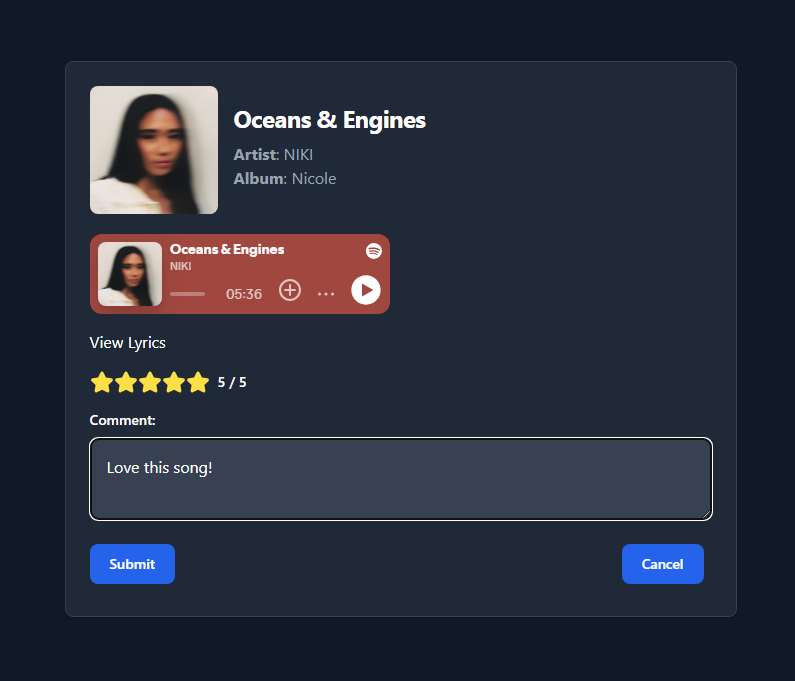 Oceans & Engines
Artist: NIKI
Album: Nicole
Oceans & Engines
NIKI
05:36
View Lyrics
5 / 5
Comment:
Love this song!
Submit
Cancel